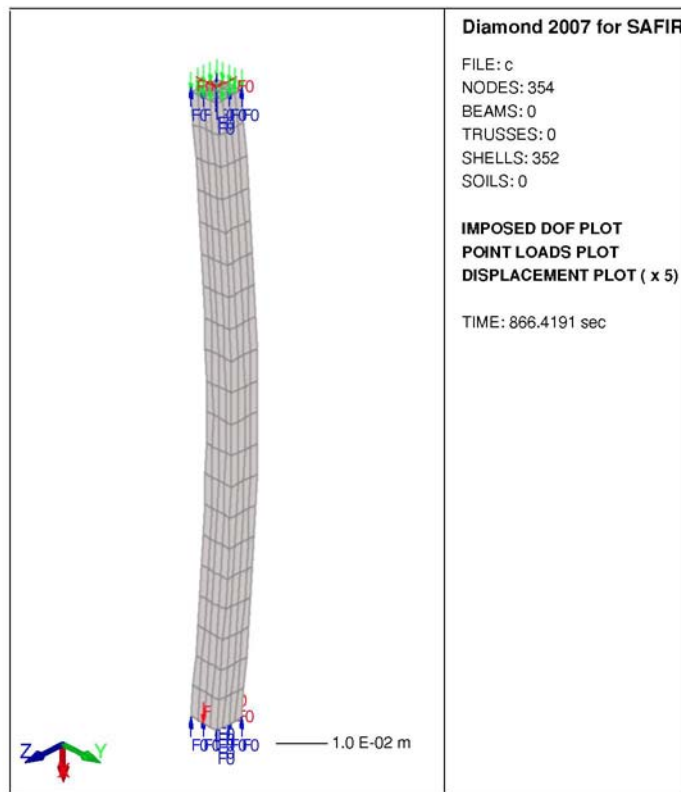 Diamond 2007 for SAFIR
FILE: c
NODES: 354
BEAMS: 0
TRUSSES: 0
SHELLS: 352
SOILS: 0
IMPOSED DOF PLOT
POINT LOADS PLOT
DISPLACEMENT PLOT ( x 5)
TIME: 866.4191 sec
Z
Y
1.0 E-02 m